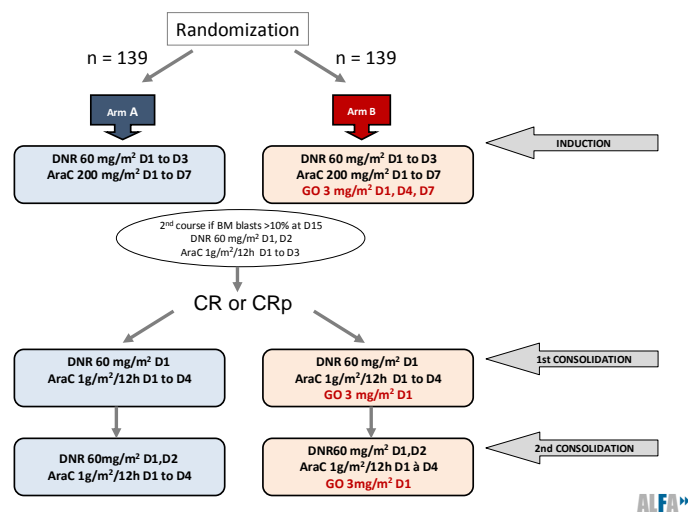 Randomization
n = 139
n = 139
Arm A
Arm B
DNR 60 mg/m² D1 to D3
AraC 200 mg/m² D1 to D7
DNR 60 mg/m² D1 to D3
AraC 200 mg/m² D1 to D7
GO 3 mg/m² D1, D4, D7
INDUCTION
2nd course if BM blasts >10% at D15
DNR 60 mg/m² D1, D2
AraC 1g/m²/12h D1 to D3
CR or CRp
DNR 60 mg/m² D1
AraC 1g/m²/12h D1 to D4
DNR 60 mg/m² D1
AraC 1g/m²/12h D1 to D4
GO 3 mg/m² D1
1st CONSOLIDATION
DNR 60mg/m² D1,D2
AraC 1g/m²/12h D1 to D4
DNR60 mg/m² D1,D2
AraC 1g/m²/12h D1 à D4
GO 3mg/m² D1
2nd CONSOLIDATION
ALFA